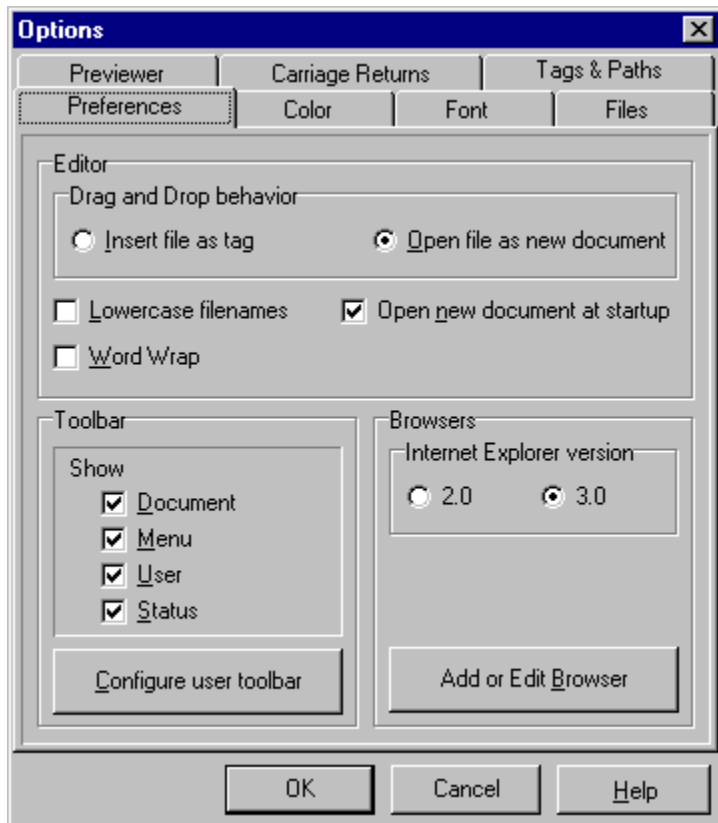 Options
Previewer Carriage Returns Tags & Paths
Preferences Color Font Files
Editor
Drag and Drop behavior
Insert file as tag Open file as new document
Lowercase filenames Open new document at startup
Word Wrap
Toolbar
Show
Document
Menu
User
Status
Configure user toolbar
Browsers
Internet Explorer version
2.0 3.0
Add or Edit Browser
OK Cancel Help